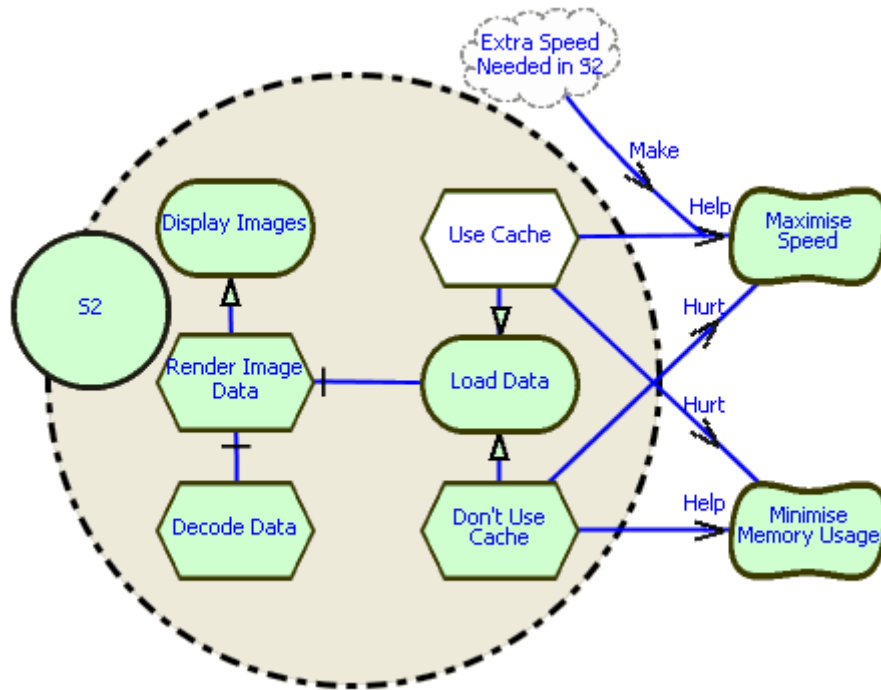 Extra Speed
Needed in S2
Make
Display Images
Use Cache
Help
Maximise
Speed
S2
Hurt
Render Image
Data
Load Data
Hurt
Decode Data
Don't Use
Cache
Help
Minimise
Memory Usage